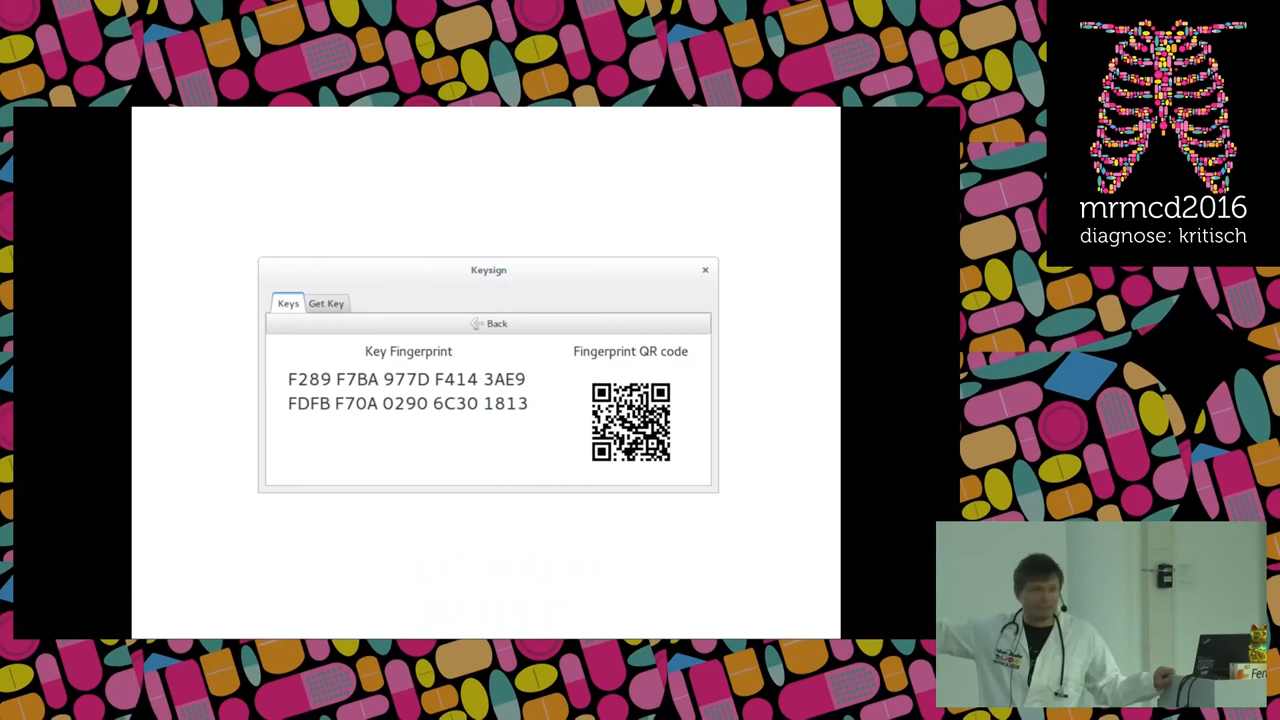 mrmcd2016
diagnose: kritisch
Keysign
Keys
Get Key
Back
Key Fingerprint
Fingerprint QR code
F289 F7BA 977D F414 3AE9
FDFB F70A 0290 6C30 1813